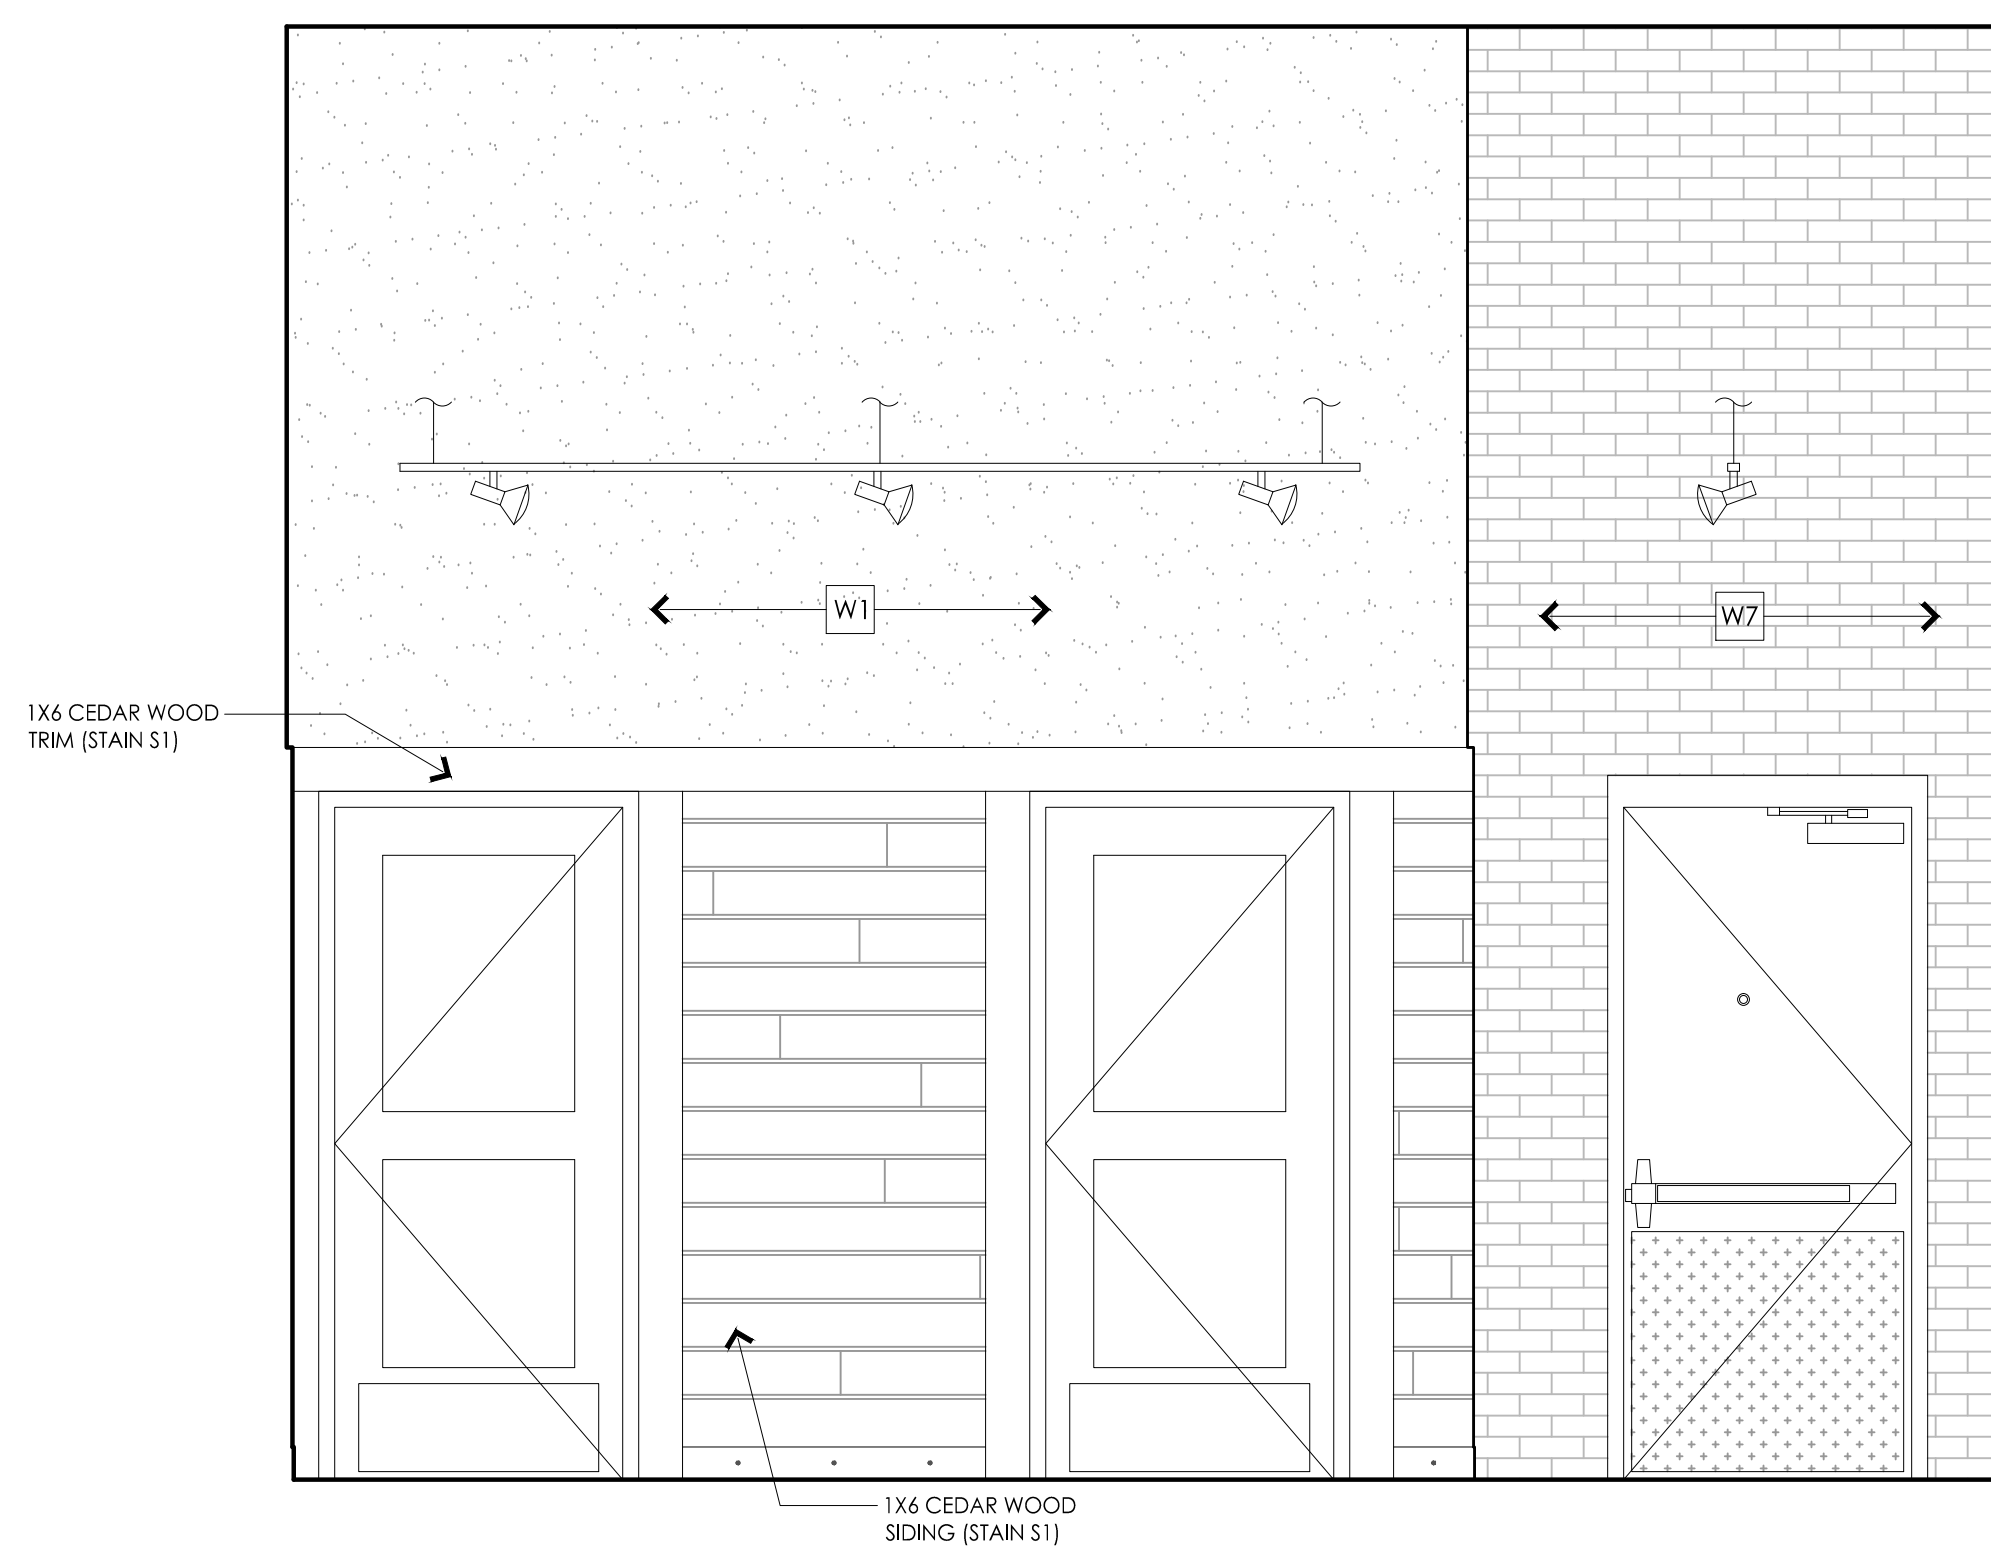 W1
W7
1X6 CEDAR WOOD
TRIM (STAIN S1)
1X6 CEDAR WOOD
SIDING (STAIN S1)